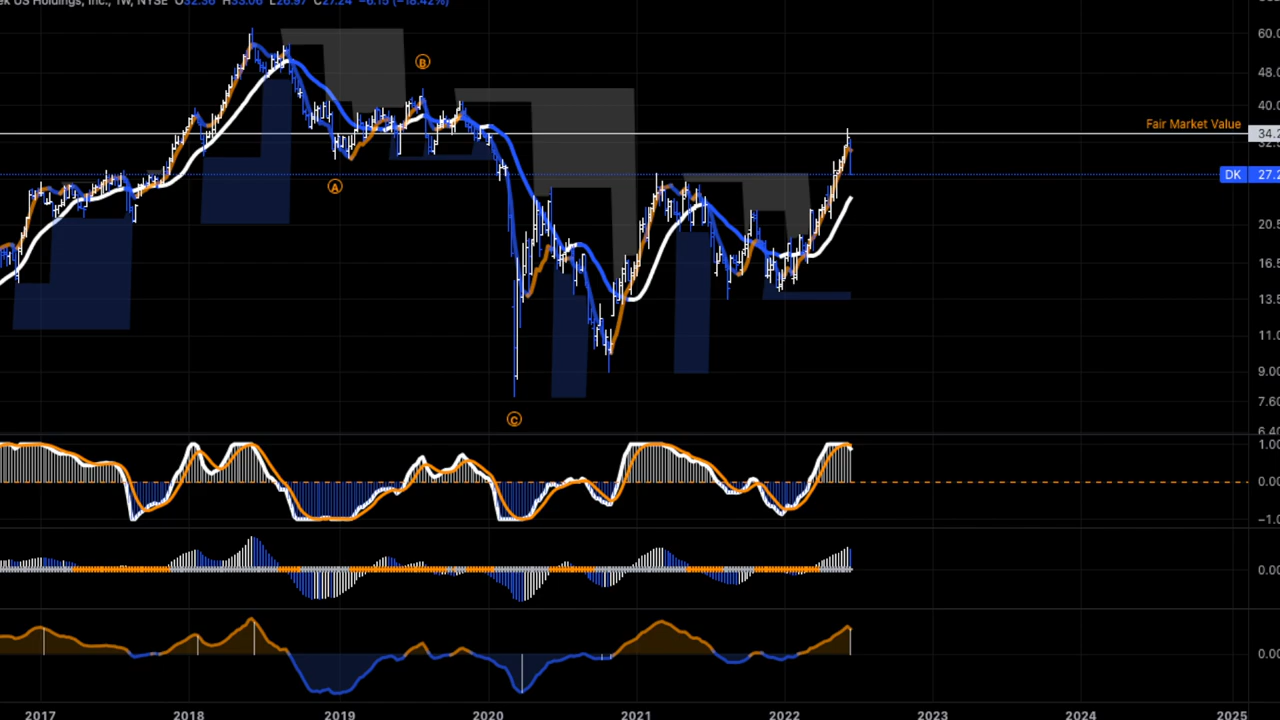 ek US Holdings, Inc., 1W, NYSE O32.36 H33.06 L26.97 C27.24 −6.15 (−18.42%)
60.0
48.0
B
40.0
Fair Market Value 34.2
32.5
DK 27.2
A
20.5
16.5
13.5
11.0
9.00
7.60
C
6.40
1.00
0.00
−1.0
0.00
0.00
2017 2018 2019 2020 2021 2022 2023 2024 2025